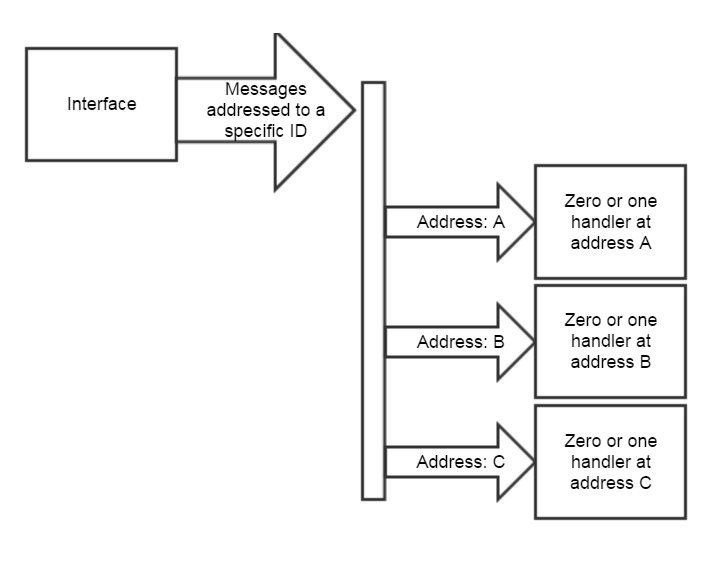 Interface
Messages
addressed to a
specific ID
Address: A
Zero or one
handler at
address A
Address: B
Zero or one
handler at
address B
Address: C
Zero or one
handler at
address C